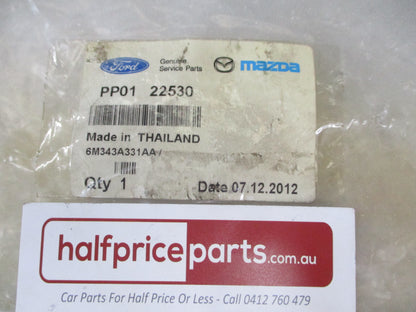 Ford Genuine Service Parts mazda
PP01 22530
Made in THAILAND
6M343A331AA /
Qty 1 Date 07.12.2012
halfpriceparts.com.au
Car Parts For Half Price Or Less - Call 0412 760 479